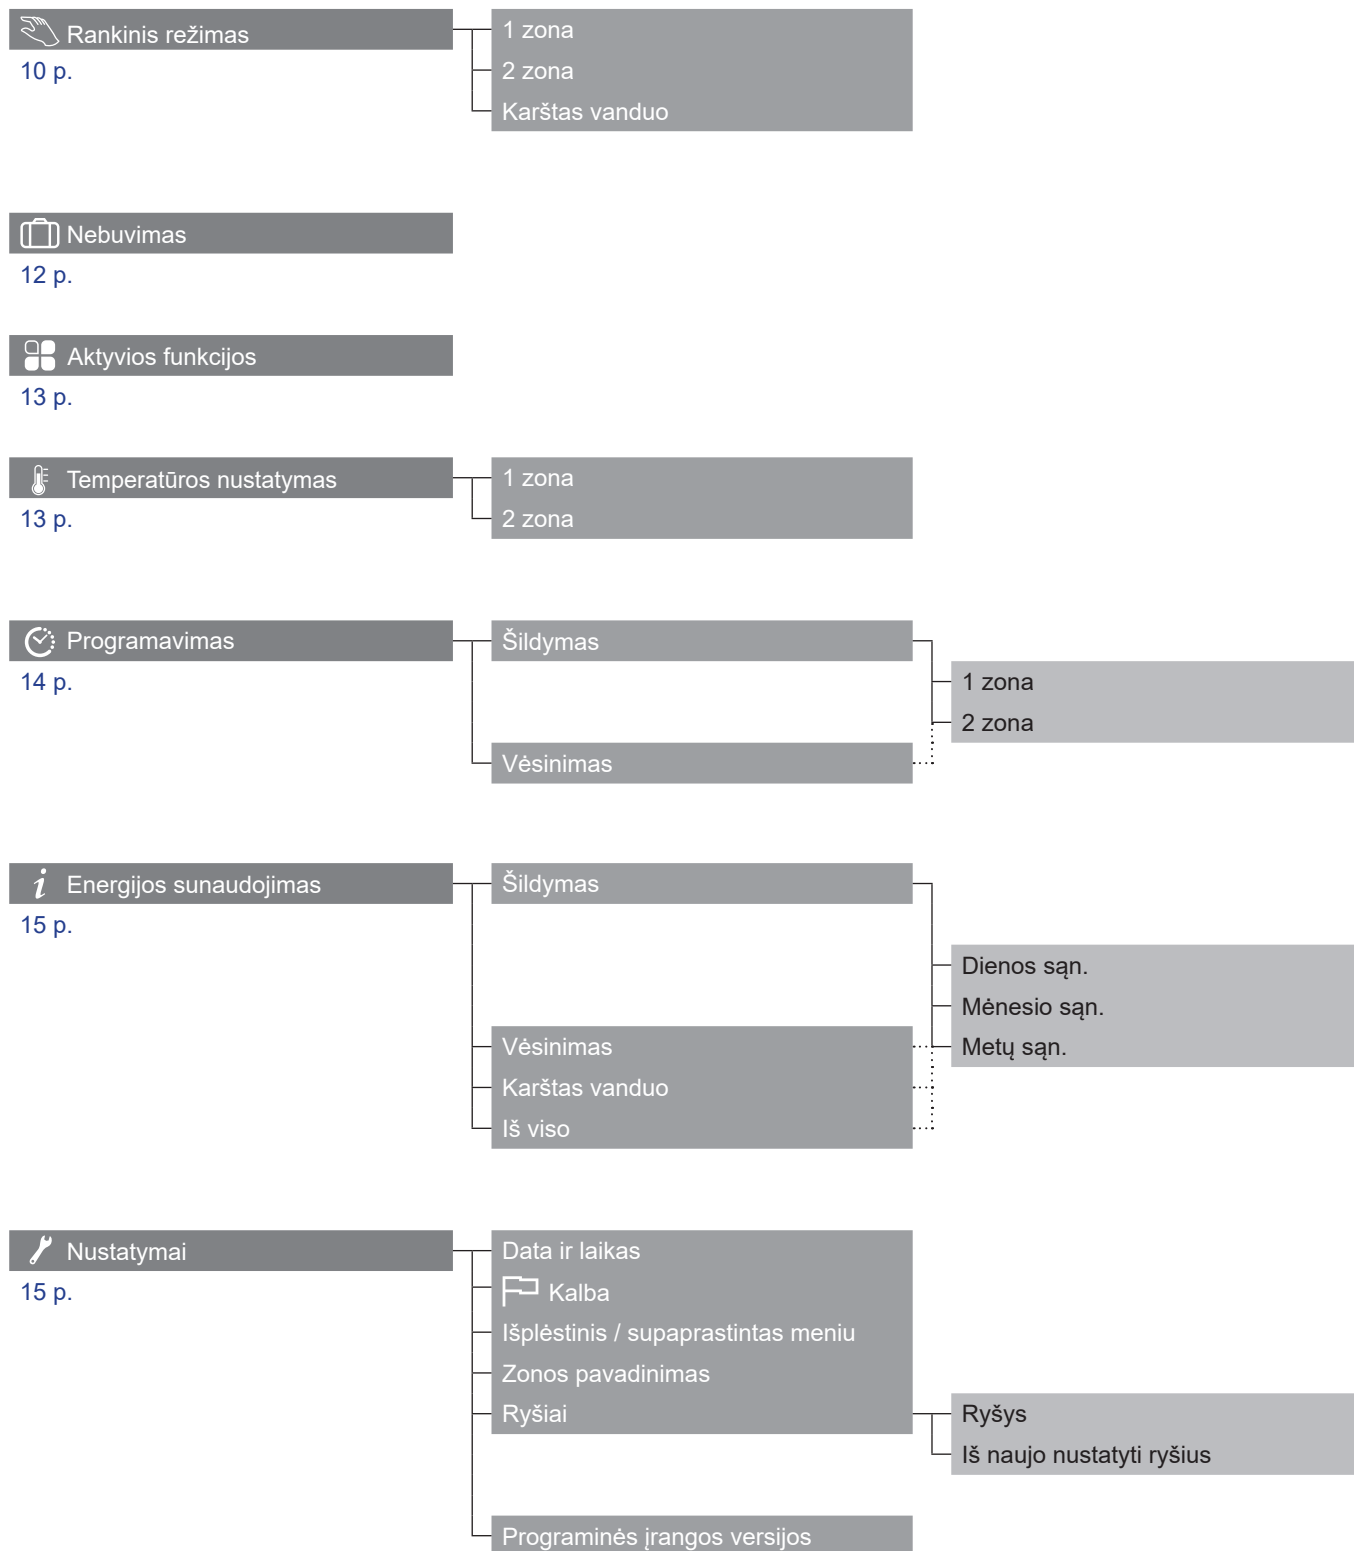 Rankinis režimas
10 p.
1 zona
2 zona
Karštas vanduo
Nebuvimas
12 p.
Aktyvios funkcijos
13 p.
Temperatūros nustatymas
13 p.
1 zona
2 zona
Programavimas
14 p.
Šildymas
1 zona
2 zona
Vėsinimas
Energijos sunaudojimas
15 p.
Šildymas
Dienos sąn.
Mėnesio sąn.
Metų sąn.
Vėsinimas
Karštas vanduo
Iš viso
Nustatymai
15 p.
Data ir laikas
Kalba
Išplėstinis / supaprastintas meniu
Zonos pavadinimas
Ryšiai
Ryšys
Iš naujo nustatyti ryšius
Programinės įrangos versijos